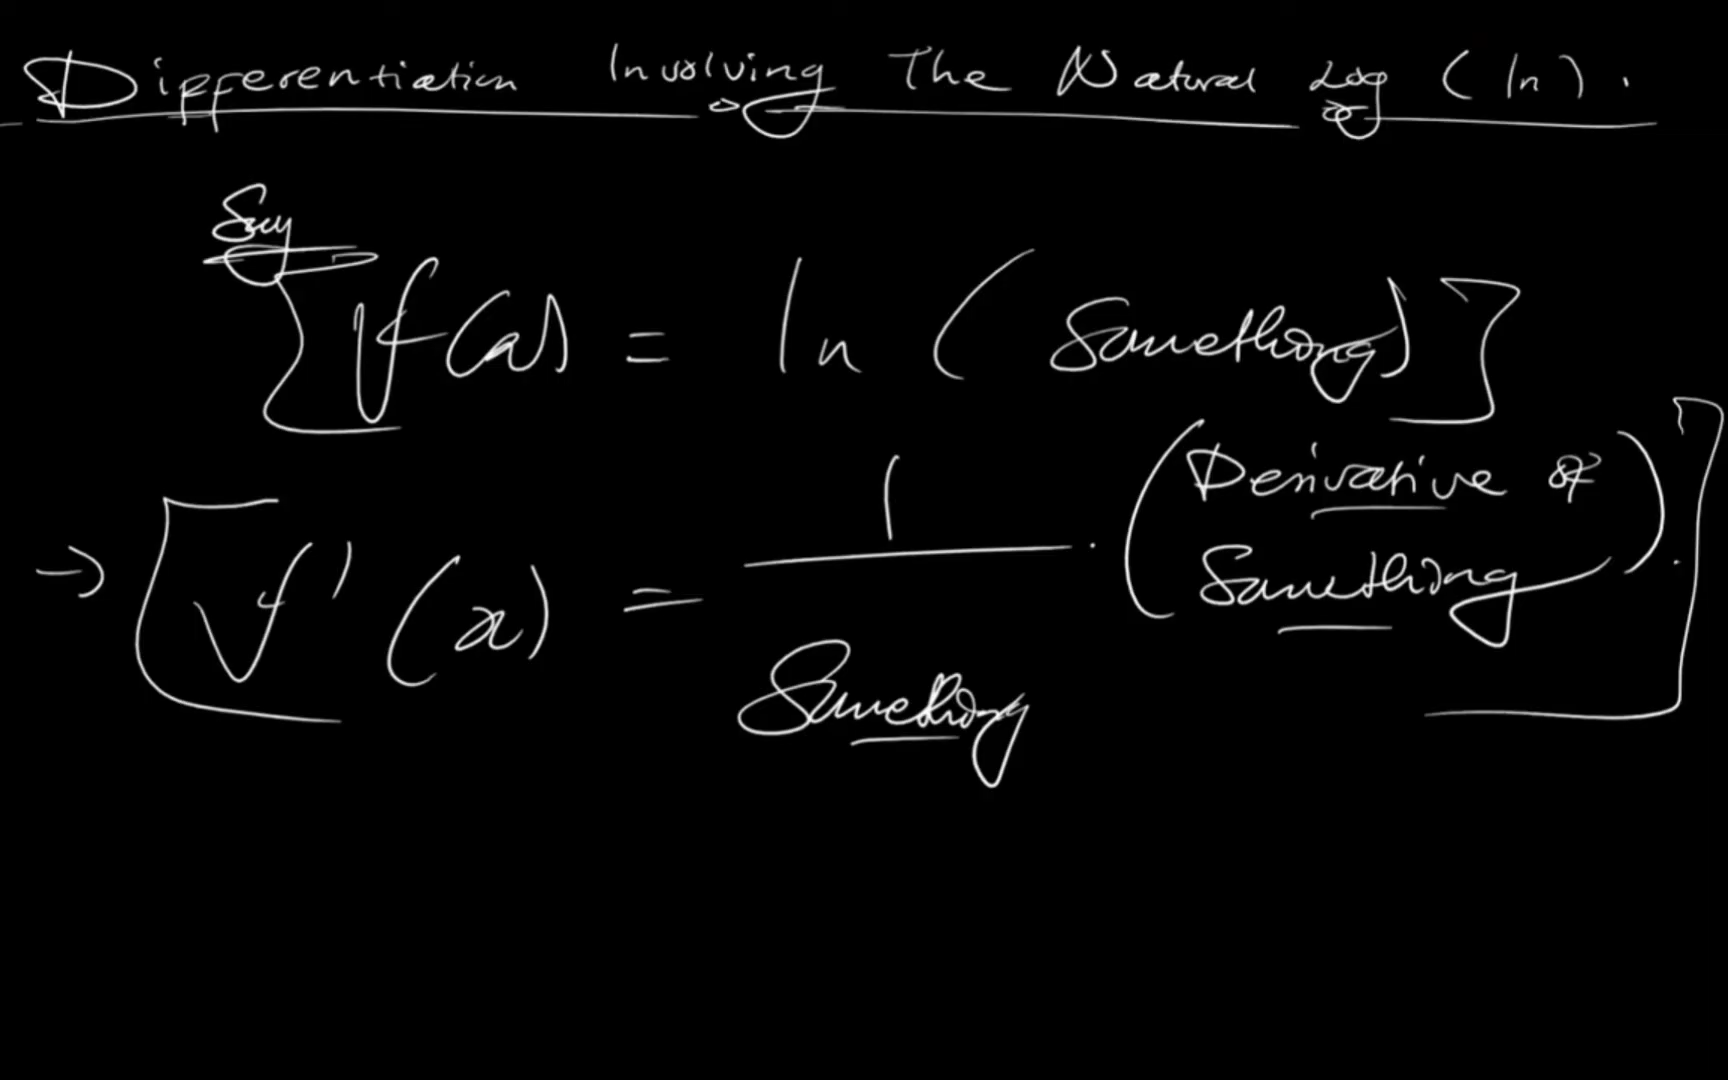 Differentiation Involving The Natural Log (ln).
Say
[f(x) = ln (Something)]
→ [f'(x) = 1/Something · (Derivative of Something).]